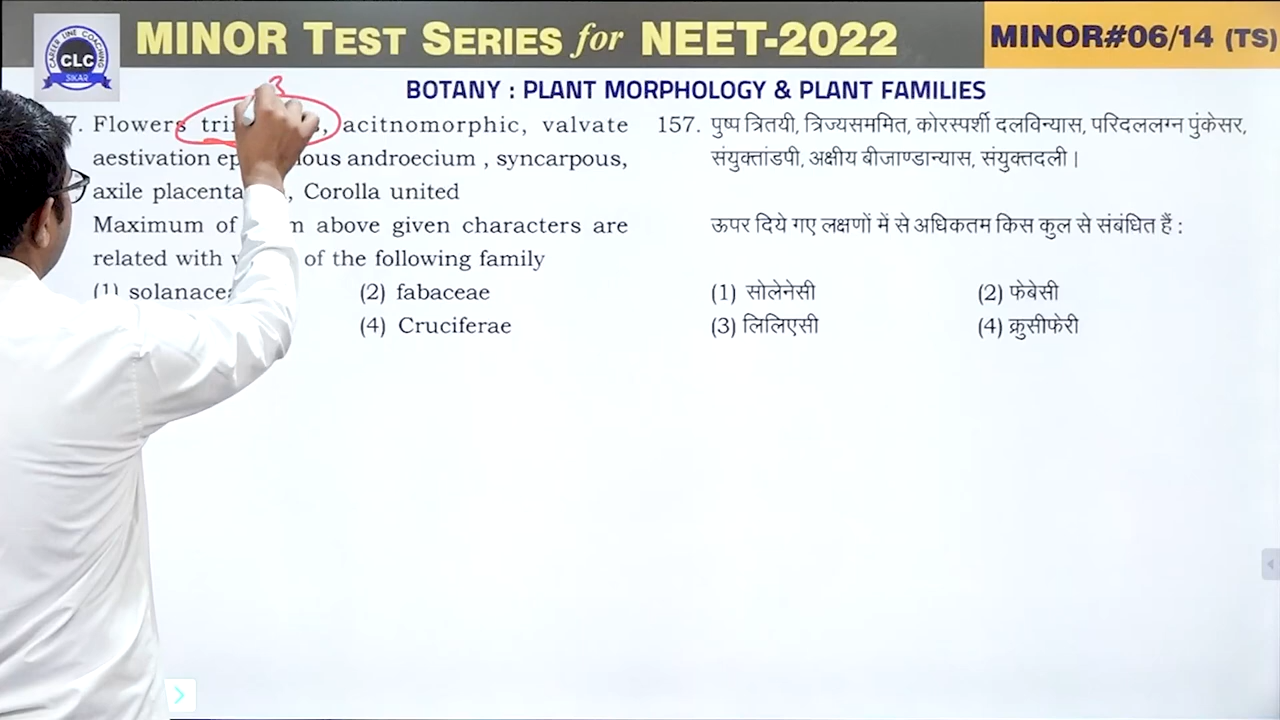 CAREER LINE COACHING
CLC
SIKAR
MINOR TEST SERIES for NEET-2022
MINOR#06/14 (TS)
BOTANY : PLANT MORPHOLOGY & PLANT FAMILIES
3
Flowers acitnomorphic, valvate
aestivation androecium , syncarpous,
axile Corolla united
Maximum of above given characters are
related with of the following family
(1)
(2) fabaceae
(4) Cruciferae
157. पुष्प त्रितयी, त्रिज्यसममित, कोरस्पर्शी दलविन्यास, परिदललग्न पुंकेसर,
संयुक्तांडपी, अक्षीय बीजाण्डान्यास, संयुक्तदली ।
ऊपर दिये गए लक्षणों में से अधिकतम किस कुल से संबंधित हैं :
(1) सोलेनेसी (2) फेबेसी
(3) लिलिएसी (4) क्रुसीफेरी